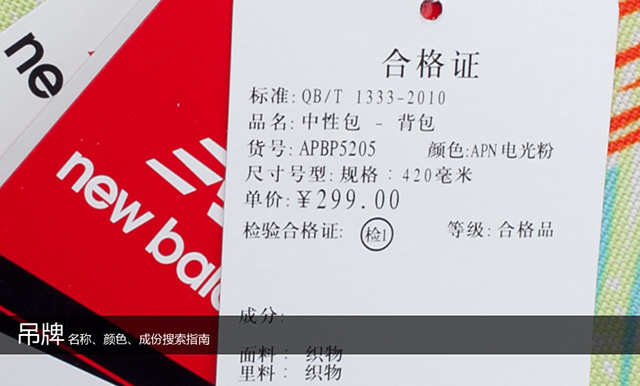 ne
new bala
合格证
标准: QB/T 1333-2010
品名: 中性包 - 背包
货号: APBP5205 颜色:APN电光粉
尺寸号型: 规格: 420毫米
单价: ¥299.00
检验合格证: 检1 等级: 合格品
成分:
吊牌 名称、颜色、成份搜索指南
面料: 织物
里料: 织物